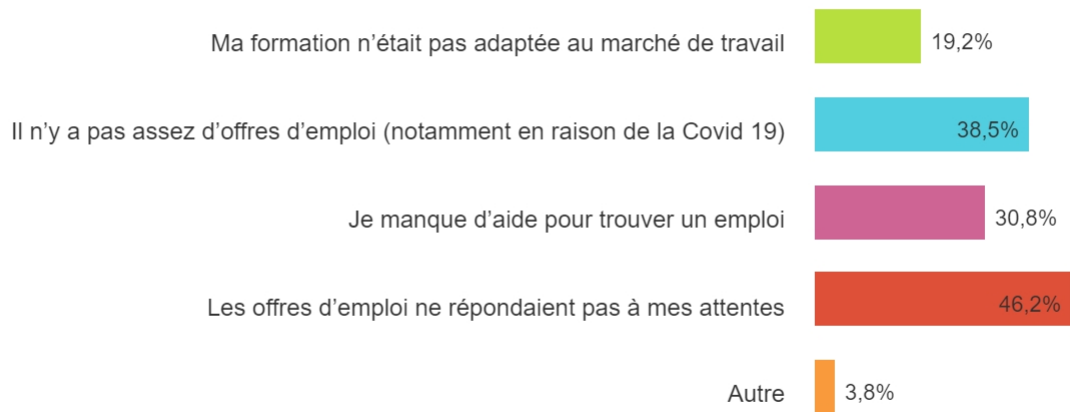 Ma formation n’était pas adaptée au marché de travail 19,2%
Il n’y a pas assez d’offres d’emploi (notamment en raison de la Covid 19) 38,5%
Je manque d’aide pour trouver un emploi 30,8%
Les offres d’emploi ne répondaient pas à mes attentes 46,2%
Autre 3,8%